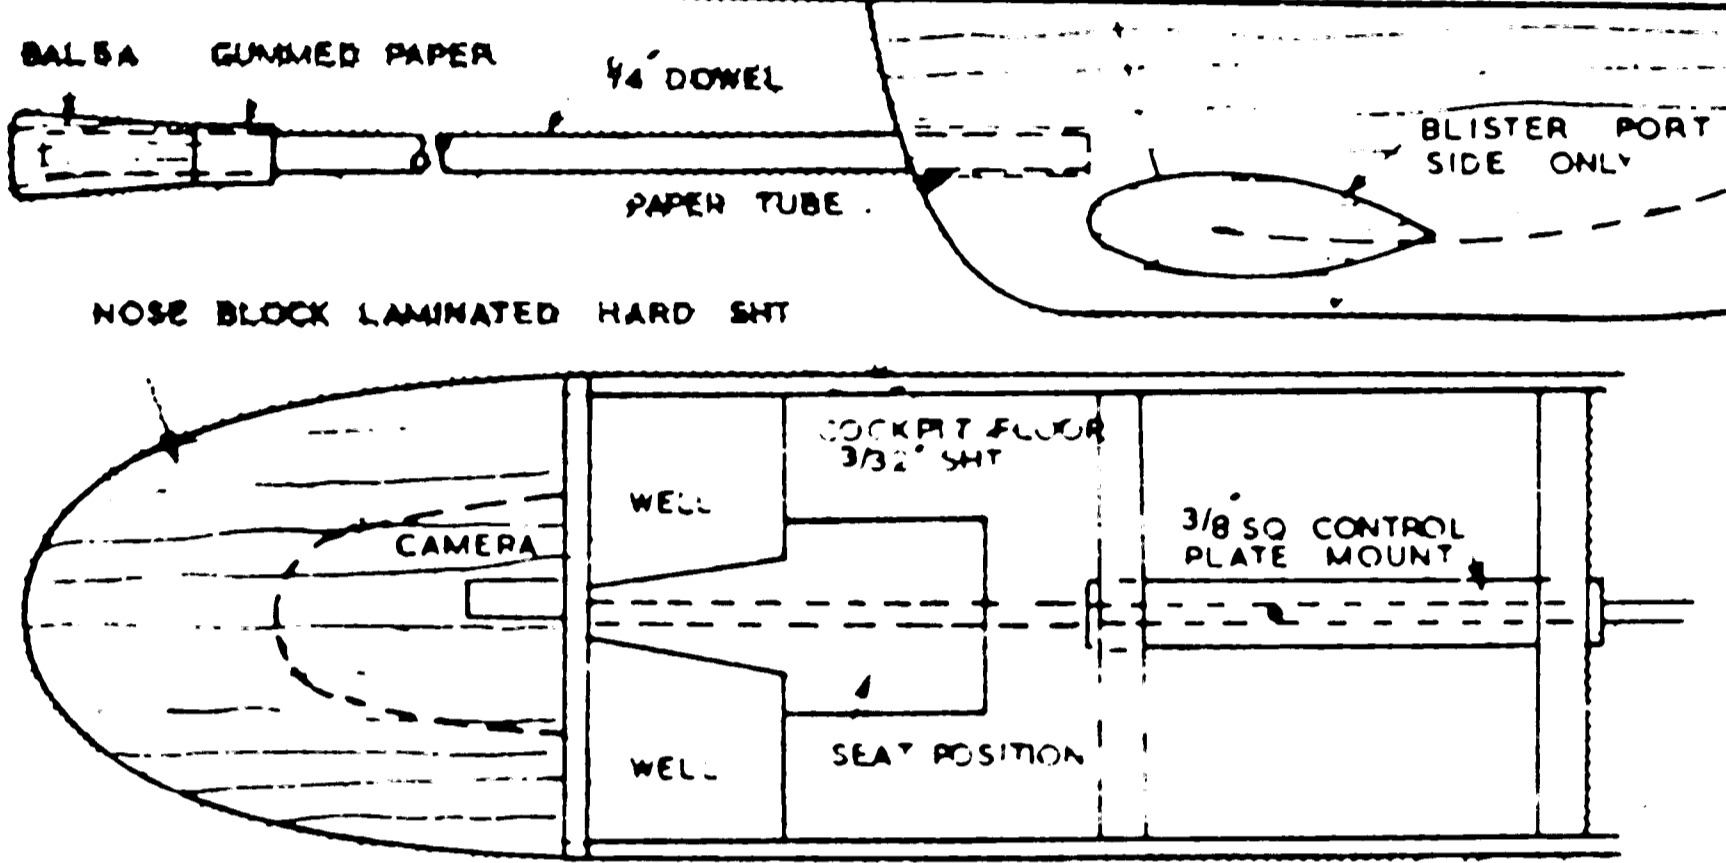 BALSA GUMMED PAPER
1/4" DOWEL
PAPER TUBE.
BLISTER PORT
SIDE ONLY
NOSE BLOCK LAMINATED HARD SHT
COCKPIT FLOOR
3/32" SHT
WELL
CAMERA
3/8" SQ CONTROL
PLATE MOUNT
SEAT POSITION
WELL